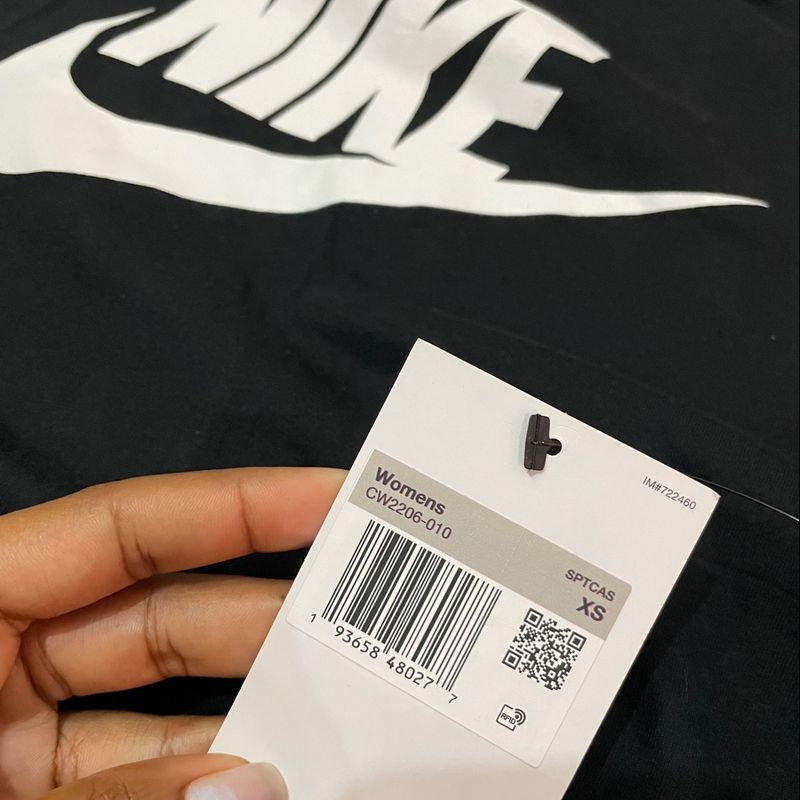 NIKE
IM#722460
Womens
CW2206-010
SPTCAS
XS
1 93658 48027 7
RFID